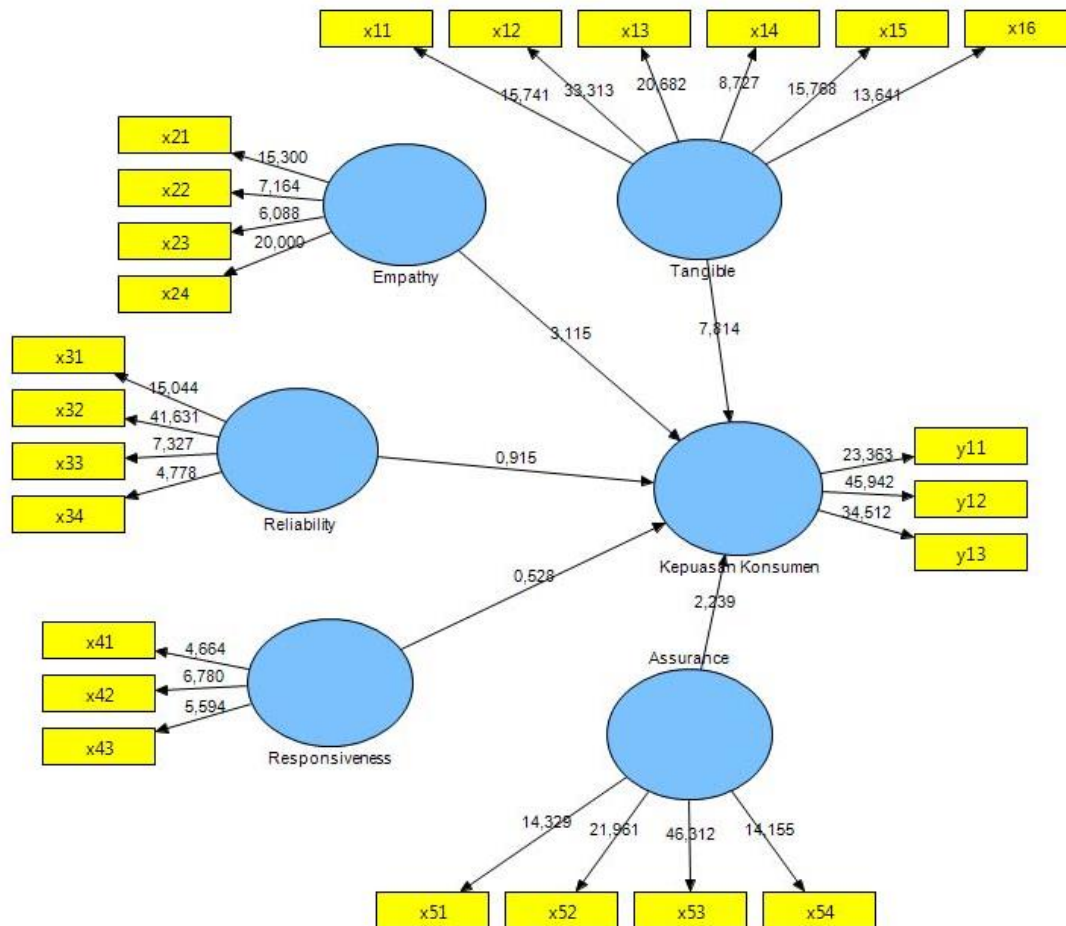 x11
x12
x13
x14
x15
x16
15,741
33,313
20,682
8,727
15,768
13,641
Tangible
7,814
x21
x22
x23
x24
15,300
7,164
6,088
20,000
Empathy
3,115
x31
x32
x33
x34
15,044
41,631
7,327
4,778
Reliability
0,915
Kepuasan Konsumen
23,363
45,942
34,512
y11
y12
y13
x41
x42
x43
4,664
6,780
5,594
Responsiveness
0,528
2,239
Assurance
14,329
21,961
46,312
14,155
x51
x52
x53
x54